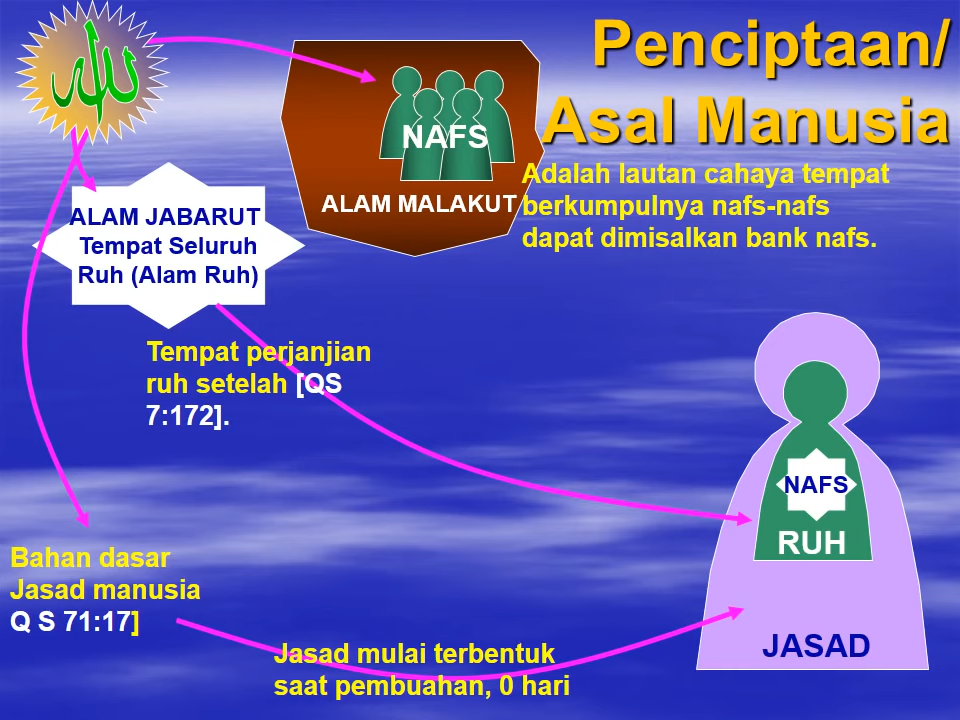 الله
Penciptaan/
Asal Manusia
NAFS
ALAM MALAKUT
Adalah lautan cahaya tempat
berkumpulnya nafs-nafs
dapat dimisalkan bank nafs.
ALAM JABARUT
Tempat Seluruh
Ruh (Alam Ruh)
Tempat perjanjian
ruh setelah [QS
7:172].
NAFS
RUH
JASAD
Bahan dasar
Jasad manusia
Q S 71:17]
Jasad mulai terbentuk
saat pembuahan, 0 hari